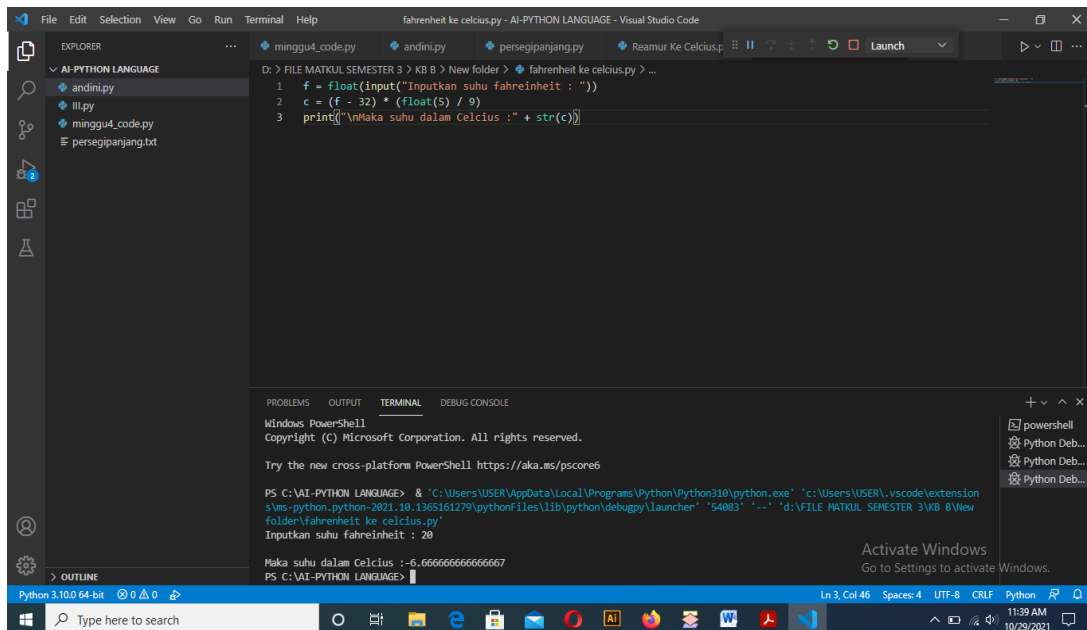 File Edit Selection View Go Run Terminal Help
fahrenheit ke celcius.py - AI-PYTHON LANGUAGE - Visual Studio Code
EXPLORER
minggu4_code.py
andini.py
persegipanjang.py
Reamur Ke Celcius.p
Launch
AI-PYTHON LANGUAGE
andini.py
III.py
minggu4_code.py
persegipanjang.txt
2
D: > FILE MATKUL SEMESTER 3 > KB B > New folder > fahrenheit ke celcius.py > ...
1 f = float(input("Inputkan suhu fahreinheit : "))
2 c = (f - 32) * (float(5) / 9)
3 print("\nMaka suhu dalam Celcius :" + str(c))
PROBLEMS OUTPUT TERMINAL DEBUG CONSOLE
Windows PowerShell
Copyright (C) Microsoft Corporation. All rights reserved.
Try the new cross-platform PowerShell https://aka.ms/pscore6
PS C:\AI-PYTHON LANGUAGE> & 'C:\Users\USER\AppData\Local\Programs\Python\Python310\python.exe' 'c:\Users\USER\.vscode\extension
s\ms-python.python-2021.10.1365161279\pythonFiles\lib\python\debugpy\launcher' '54083' '--' 'd:\FILE MATKUL SEMESTER 3\KB B\New
folder\fahrenheit ke celcius.py'
Inputkan suhu fahreinheit : 20
Maka suhu dalam Celcius :-6.666666666666667
PS C:\AI-PYTHON LANGUAGE>
powershell
Python Deb...
Python Deb...
Python Deb...
Activate Windows
Go to Settings to activate Windows.
OUTLINE
Python 3.10.0 64-bit 0 0
Ln 3, Col 46 Spaces: 4 UTF-8 CRLF Python
Type here to search
Ai
W
11:39 AM
10/29/2021